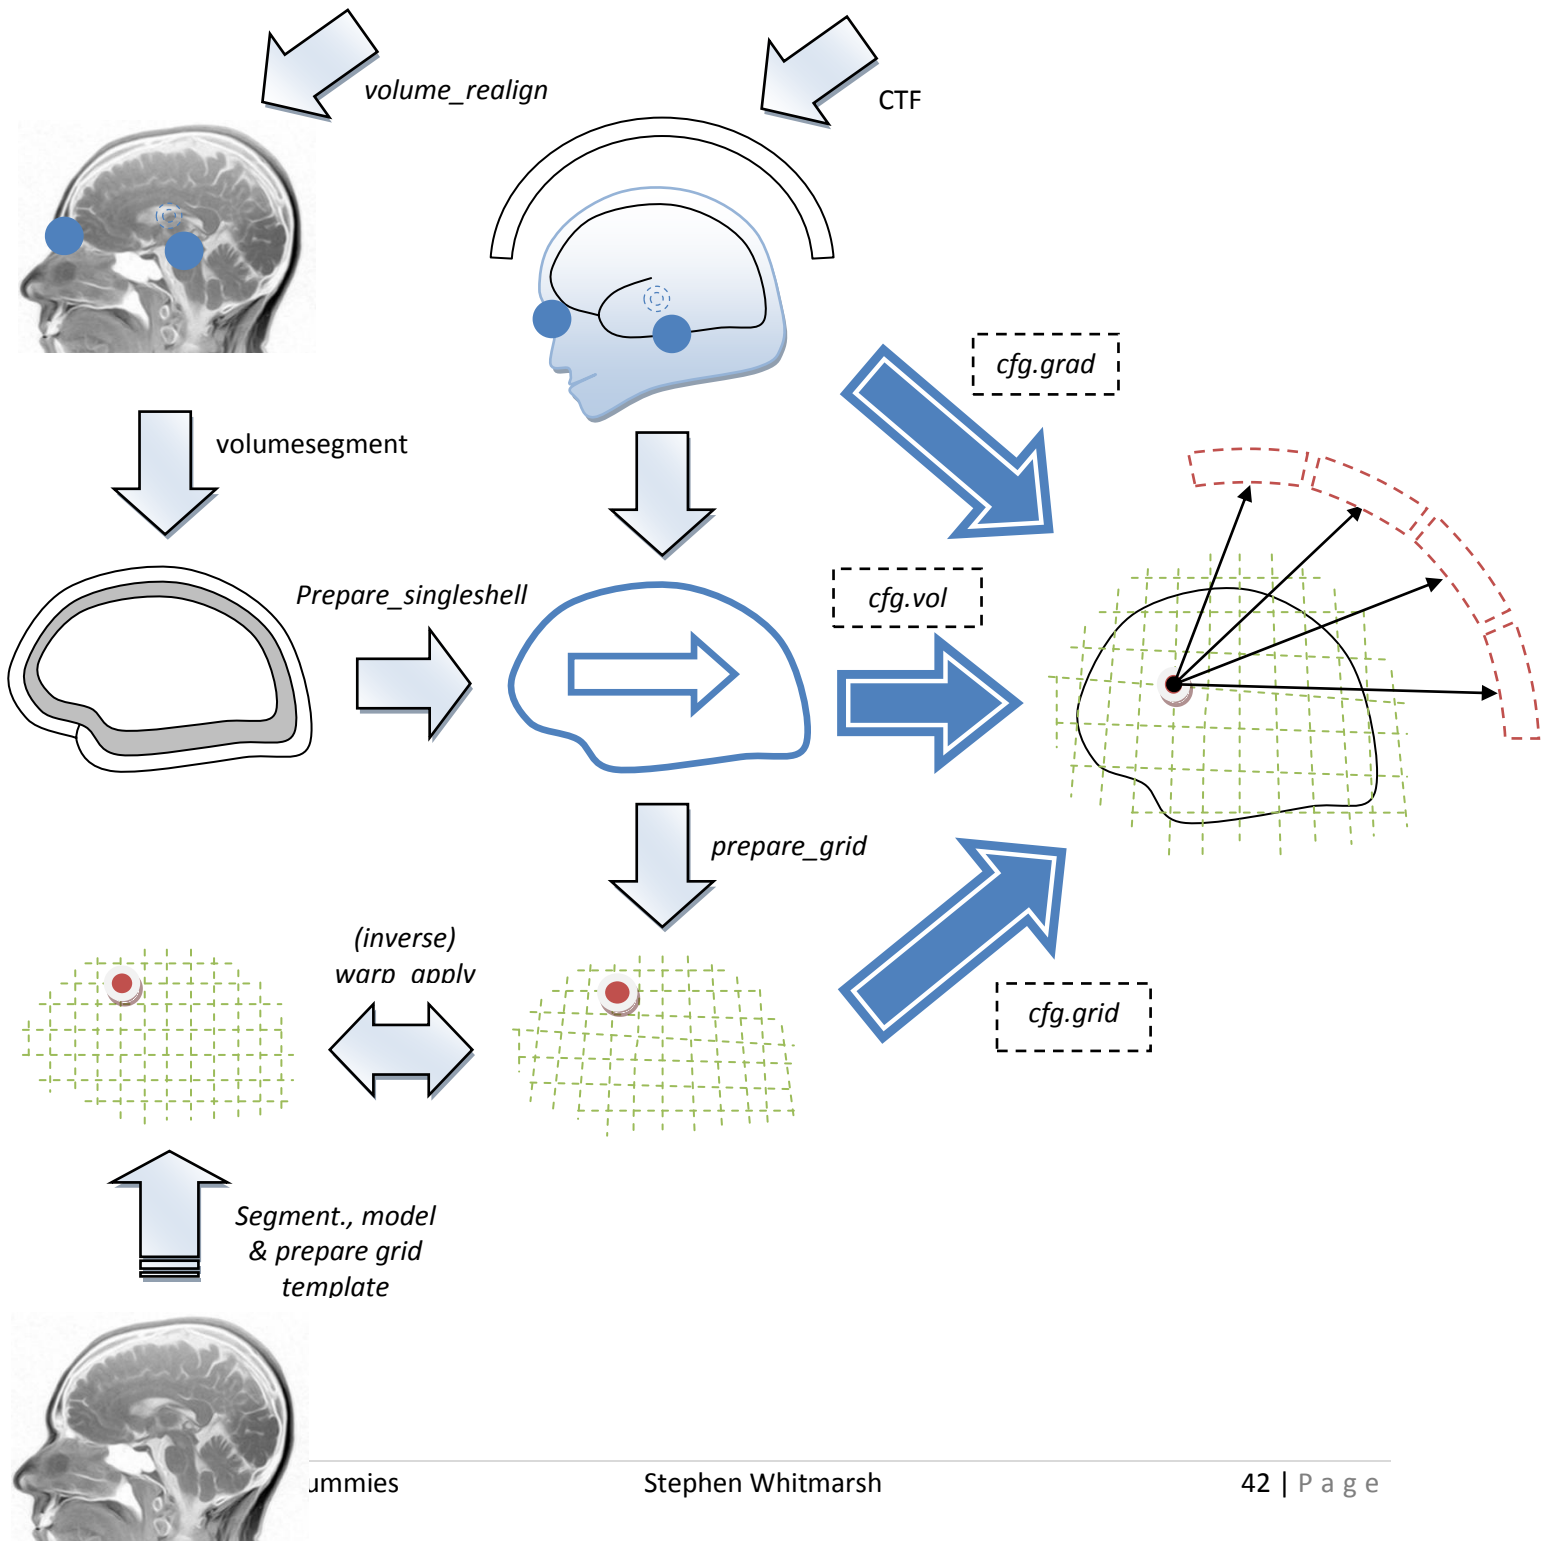 volume_realign
CTF
cfg.grad
volumesegment
Prepare_singleshell
cfg.vol
prepare_grid
(inverse)
warp_apply
cfg.grid
Segment., model
& prepare grid
template
ummies
Stephen Whitmarsh
42 | Page